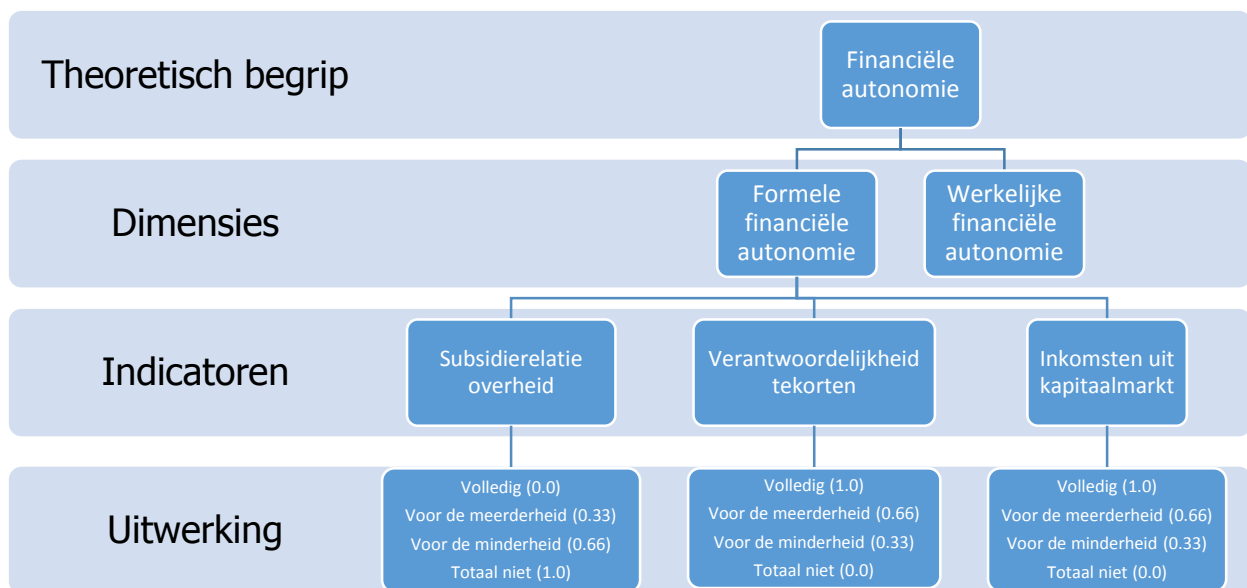 Theoretisch begrip
Financiële
autonomie
Dimensies
Formele
financiële
autonomie
Werkelijke
financiële
autonomie
Indicatoren
Subsidierelatie
overheid
Verantwoordelijkheid
tekorten
Inkomsten uit
kapitaalmarkt
Uitwerking
Volledig (0.0)
Voor de meerderheid (0.33)
Voor de minderheid (0.66)
Totaal niet (1.0)
Volledig (1.0)
Voor de meerderheid (0.66)
Voor de minderheid (0.33)
Totaal niet (0.0)
Volledig (1.0)
Voor de meerderheid (0.66)
Voor de minderheid (0.33)
Totaal niet (0.0)